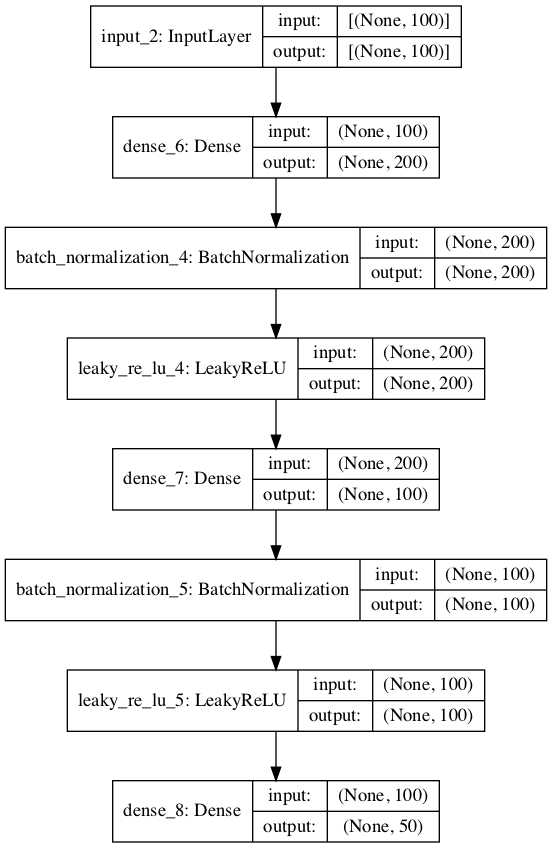 input_2: InputLayer
input: [(None, 100)]
output: [(None, 100)]
dense_6: Dense
input: (None, 100)
output: (None, 200)
batch_normalization_4: BatchNormalization
input: (None, 200)
output: (None, 200)
leaky_re_lu_4: LeakyReLU
input: (None, 200)
output: (None, 200)
dense_7: Dense
input: (None, 200)
output: (None, 100)
batch_normalization_5: BatchNormalization
input: (None, 100)
output: (None, 100)
leaky_re_lu_5: LeakyReLU
input: (None, 100)
output: (None, 100)
dense_8: Dense
input: (None, 100)
output: (None, 50)